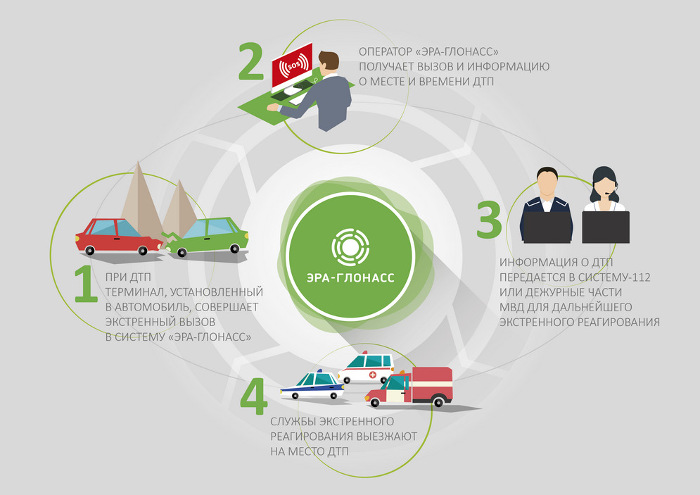 2
SOS
ОПЕРАТОР «ЭРА-ГЛОНАСС»
ПОЛУЧАЕТ ВЫЗОВ И ИНФОРМАЦИЮ
О МЕСТЕ И ВРЕМЕНИ ДТП
1
ПРИ ДТП
ТЕРМИНАЛ, УСТАНОВЛЕННЫЙ
В АВТОМОБИЛЬ, СОВЕРШАЕТ
ЭКСТРЕННЫЙ ВЫЗОВ
В СИСТЕМУ «ЭРА-ГЛОНАСС»
ЭРА-ГЛОНАСС
3
ИНФОРМАЦИЯ О ДТП
ПЕРЕДАЕТСЯ В СИСТЕМУ-112
ИЛИ ДЕЖУРНЫЕ ЧАСТИ
МВД ДЛЯ ДАЛЬНЕЙШЕГО
ЭКСТРЕННОГО РЕАГИРОВАНИЯ
4
СЛУЖБЫ ЭКСТРЕННОГО
РЕАГИРОВАНИЯ ВЫЕЗЖАЮТ
НА МЕСТО ДТП